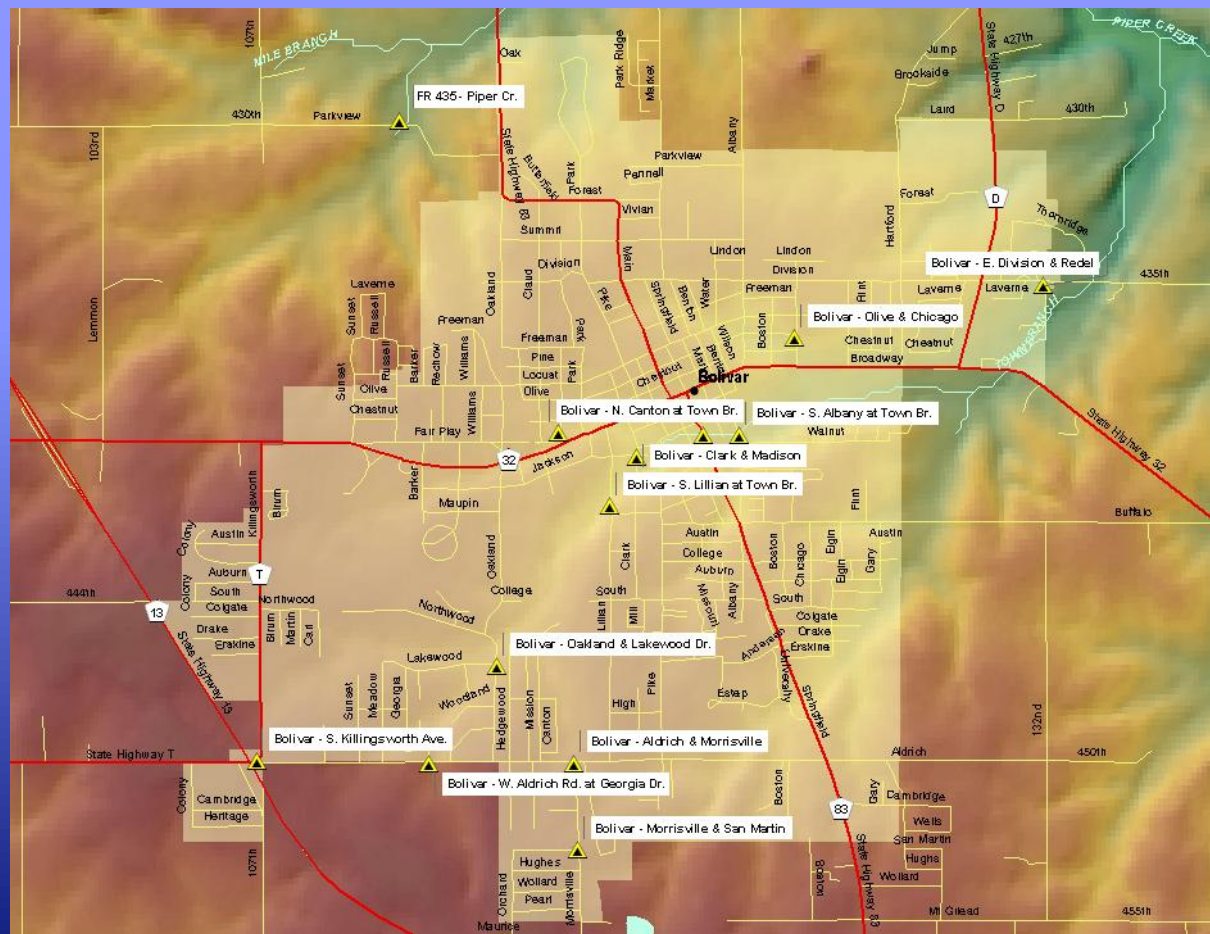 107th
MILE BRANCH
Oak
Park Ridge
Market
State Highway D
427th
Jump
PIPER CREEK
Brookside
FR 435 - Piper Cr.
430th
Parkview
Laird
430th
103rd
State Highway 83
Butterfield
Park
Forest
Parkview
Pennell
Albany
Vivian
Hartford
Forest
D
Thornridge
Summit
Lindon
Lindon
Division
Main
Division
Bolivar - E. Division & Redel
Laverne
Oakland
Claud
Pike
Springfield
Benton
Water
Freeman
Flint
Laverne
Laverne
435th
Lemmon
Sunset
Russell
Freeman
Boston
Bolivar - Olive & Chicago
Williams
Freeman
Park
Wilson
Chestnut
Chestnut
TOWN BRANCH
Sunset
Russell
Barker
Rechow
Pine
Locust
Park
Chestnut
Broadway
Olive
Olive
Bolivar
Chestnut
Williams
Bolivar - N. Canton at Town Br.
Bolivar - S. Albany at Town Br.
State Highway 32
Fair Play
Walnut
32
Jackson
Bolivar - Clark & Madison
Killingsworth
Barker
Bolivar - S. Lillian at Town Br.
Birum
Maupin
Flint
Buffalo
Colony
Austin
Oakland
Clark
Austin
Boston
Chicago
Elgin
Gary
Austin
College
Auburn
T
Auburn
Elgin
444th
Colony
South
Northwood
College
South
Missouri
Albany
South
13
Colgate
Northwood
Lillian
Mill
Colgate
Drake
Birum
Martin
Carl
Drake
Erskine
Anderson
Erskine
State Highway 13
Bolivar - Oakland & Lakewood Dr.
University
Lakewood
Pike
Sunset
Meadow
Georgia
Woodland
Hedgewood
Mission
Canton
High
Estep
Springfield
132nd
Bolivar - S. Killingsworth Ave.
Bolivar - Aldrich & Morrisville
State Highway T
Aldrich
450th
Bolivar - W. Aldrich Rd. at Georgia Dr.
Colony
Cambridge
Boston
Gary
Cambridge
Heritage
83
Wells
Bolivar - Morrisville & San Martin
San Martin
107th
Hughes
Boston
State Highway 83
Hughs
Orchard
Wollard
Morrisville
Wollard
Pearl
Mt Gilead
455th
Maurice